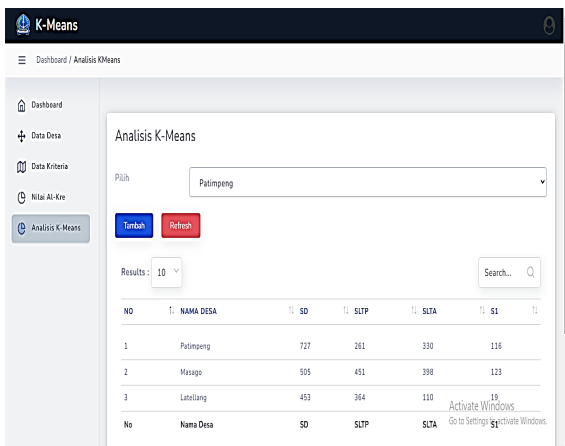 K-Means
Dashboard / Analisis KMeans
Dashboard
Data Desa
Data Kriteria
Nilai Al-Kre
Analisis K-Means
Analisis K-Means
Pilih
Patimpeng
Tambah Refresh
Results : 10 Search...
NO NAMA DESA SD SLTP SLTA S1
1 Patimpeng 727 261 330 116
2 Masago 505 451 398 123
3 Latellang 453 364 110 19
No Nama Desa SD SLTP SLTA S1
Activate Windows
Go to Settings to activate Windows.